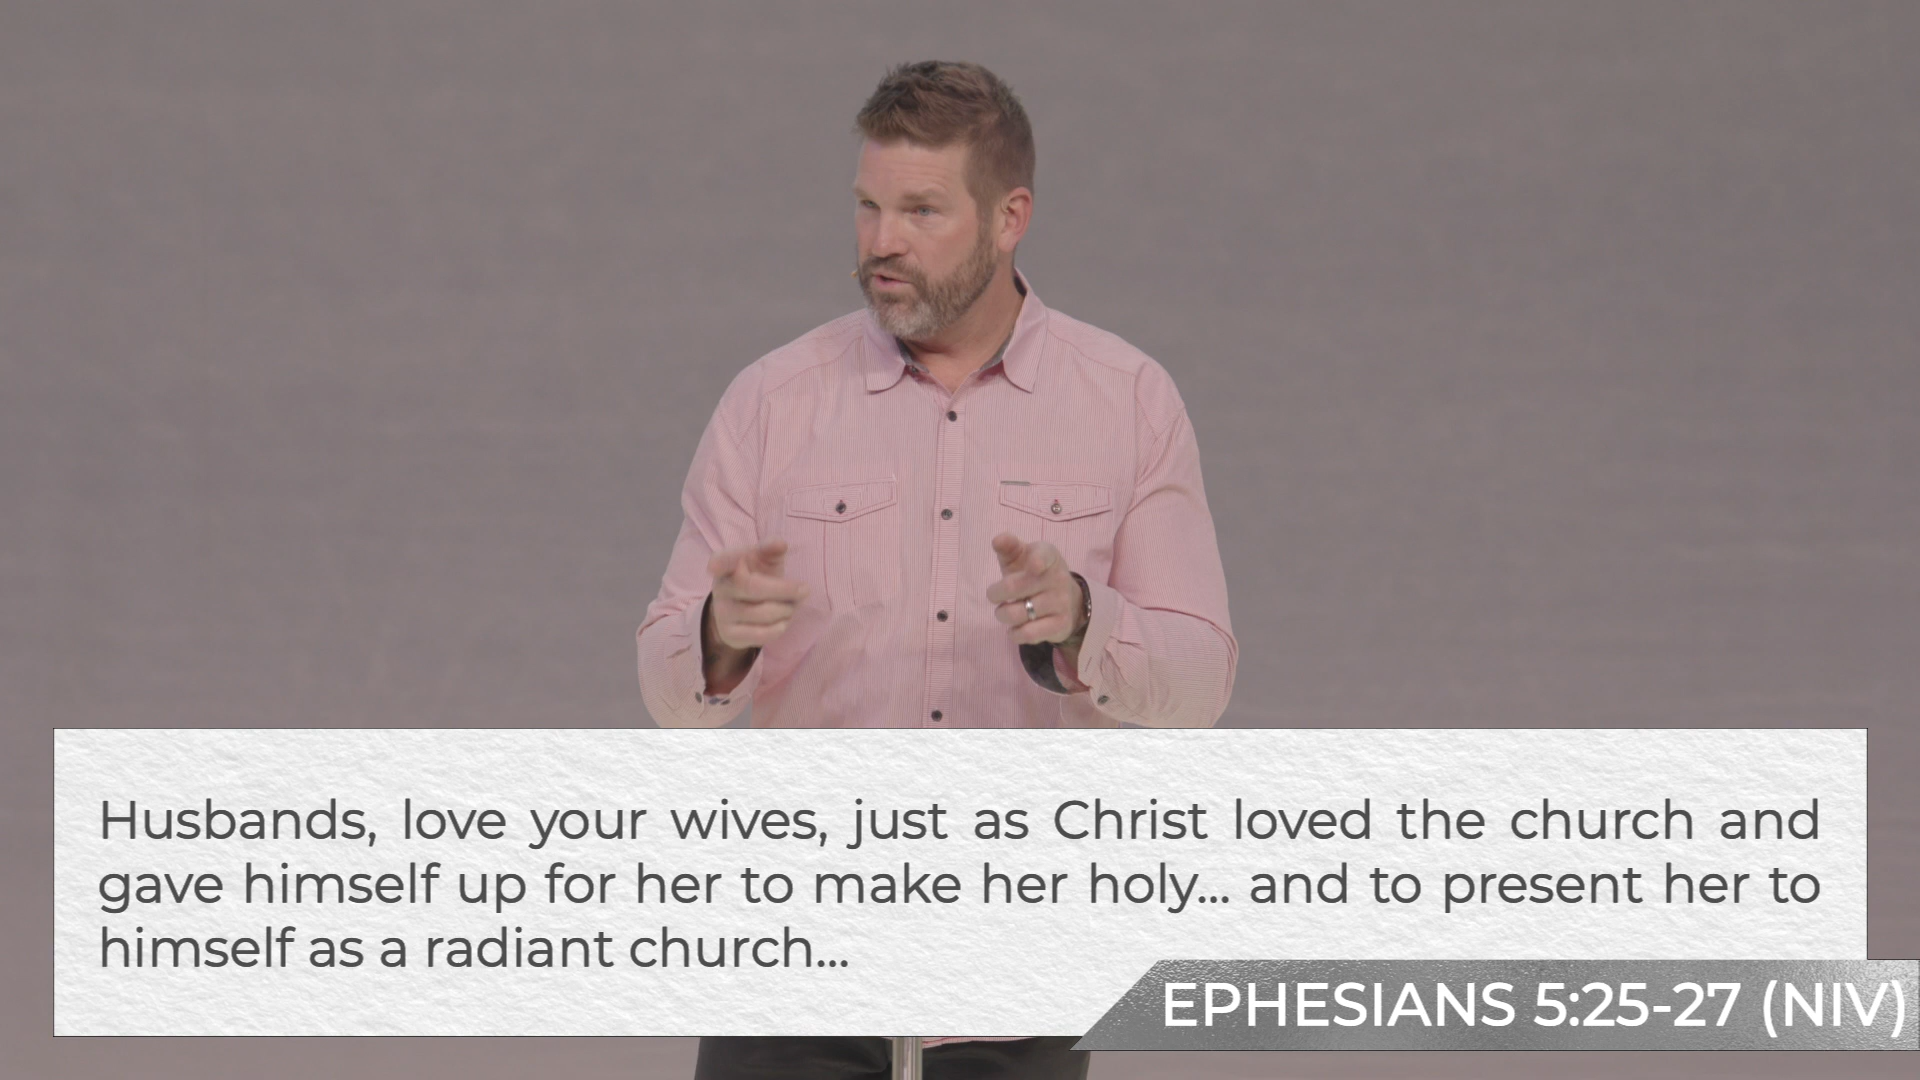 Husbands, love your wives, just as Christ loved the church and
gave himself up for her to make her holy... and to present her to
himself as a radiant church...
EPHESIANS 5:25-27 (NIV)